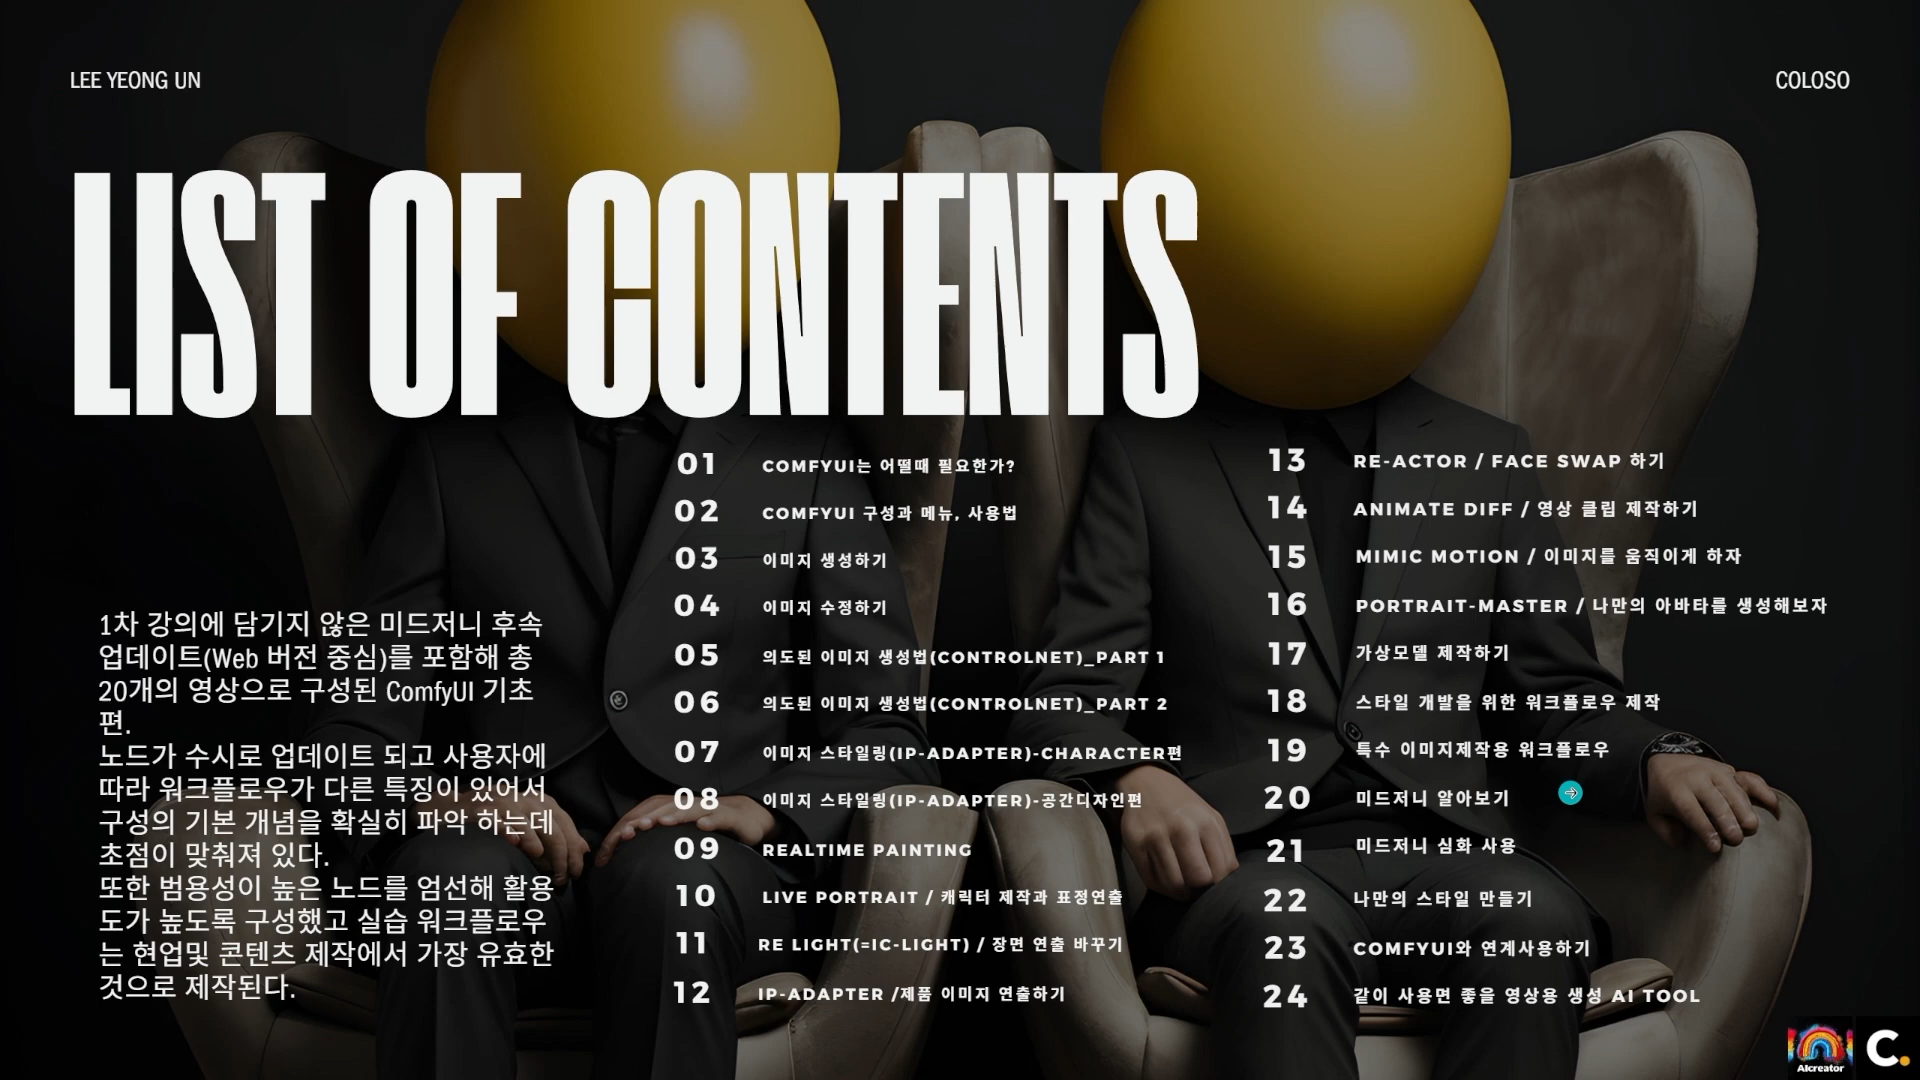 LEE YEONG UN
COLOSO
LIST OF CONTENTS
1차 강의에 담기지 않은 미드저니 후속
업데이트(Web 버전 중심)를 포함해 총
20개의 영상으로 구성된 ComfyUI 기초
편.
노드가 수시로 업데이트 되고 사용자에
따라 워크플로우가 다른 특징이 있어서
구성의 기본 개념을 확실히 파악 하는데
초점이 맞춰져 있다.
또한 범용성이 높은 노드를 엄선해 활용
도가 높도록 구성했고 실습 워크플로우
는 현업및 콘텐츠 제작에서 가장 유효한
것으로 제작된다.
01 COMFYUI는 어떨때 필요한가?
02 COMFYUI 구성과 메뉴, 사용법
03 이미지 생성하기
04 이미지 수정하기
05 의도된 이미지 생성법(CONTROLNET)_PART 1
06 의도된 이미지 생성법(CONTROLNET)_PART 2
07 이미지 스타일링(IP-ADAPTER)-CHARACTER편
08 이미지 스타일링(IP-ADAPTER)-공간디자인편
09 REALTIME PAINTING
10 LIVE PORTRAIT / 캐릭터 제작과 표정연출
11 RE LIGHT(=IC-LIGHT) / 장면 연출 바꾸기
12 IP-ADAPTER /제품 이미지 연출하기
13 RE-ACTOR / FACE SWAP 하기
14 ANIMATE DIFF / 영상 클립 제작하기
15 MIMIC MOTION / 이미지를 움직이게 하자
16 PORTRAIT-MASTER / 나만의 아바타를 생성해보자
17 가상모델 제작하기
18 스타일 개발을 위한 워크플로우 제작
19 특수 이미지제작용 워크플로우
20 미드저니 알아보기
21 미드저니 심화 사용
22 나만의 스타일 만들기
23 COMFYUI와 연계사용하기
24 같이 사용면 좋을 영상용 생성 AI TOOL
AIcreator
C.